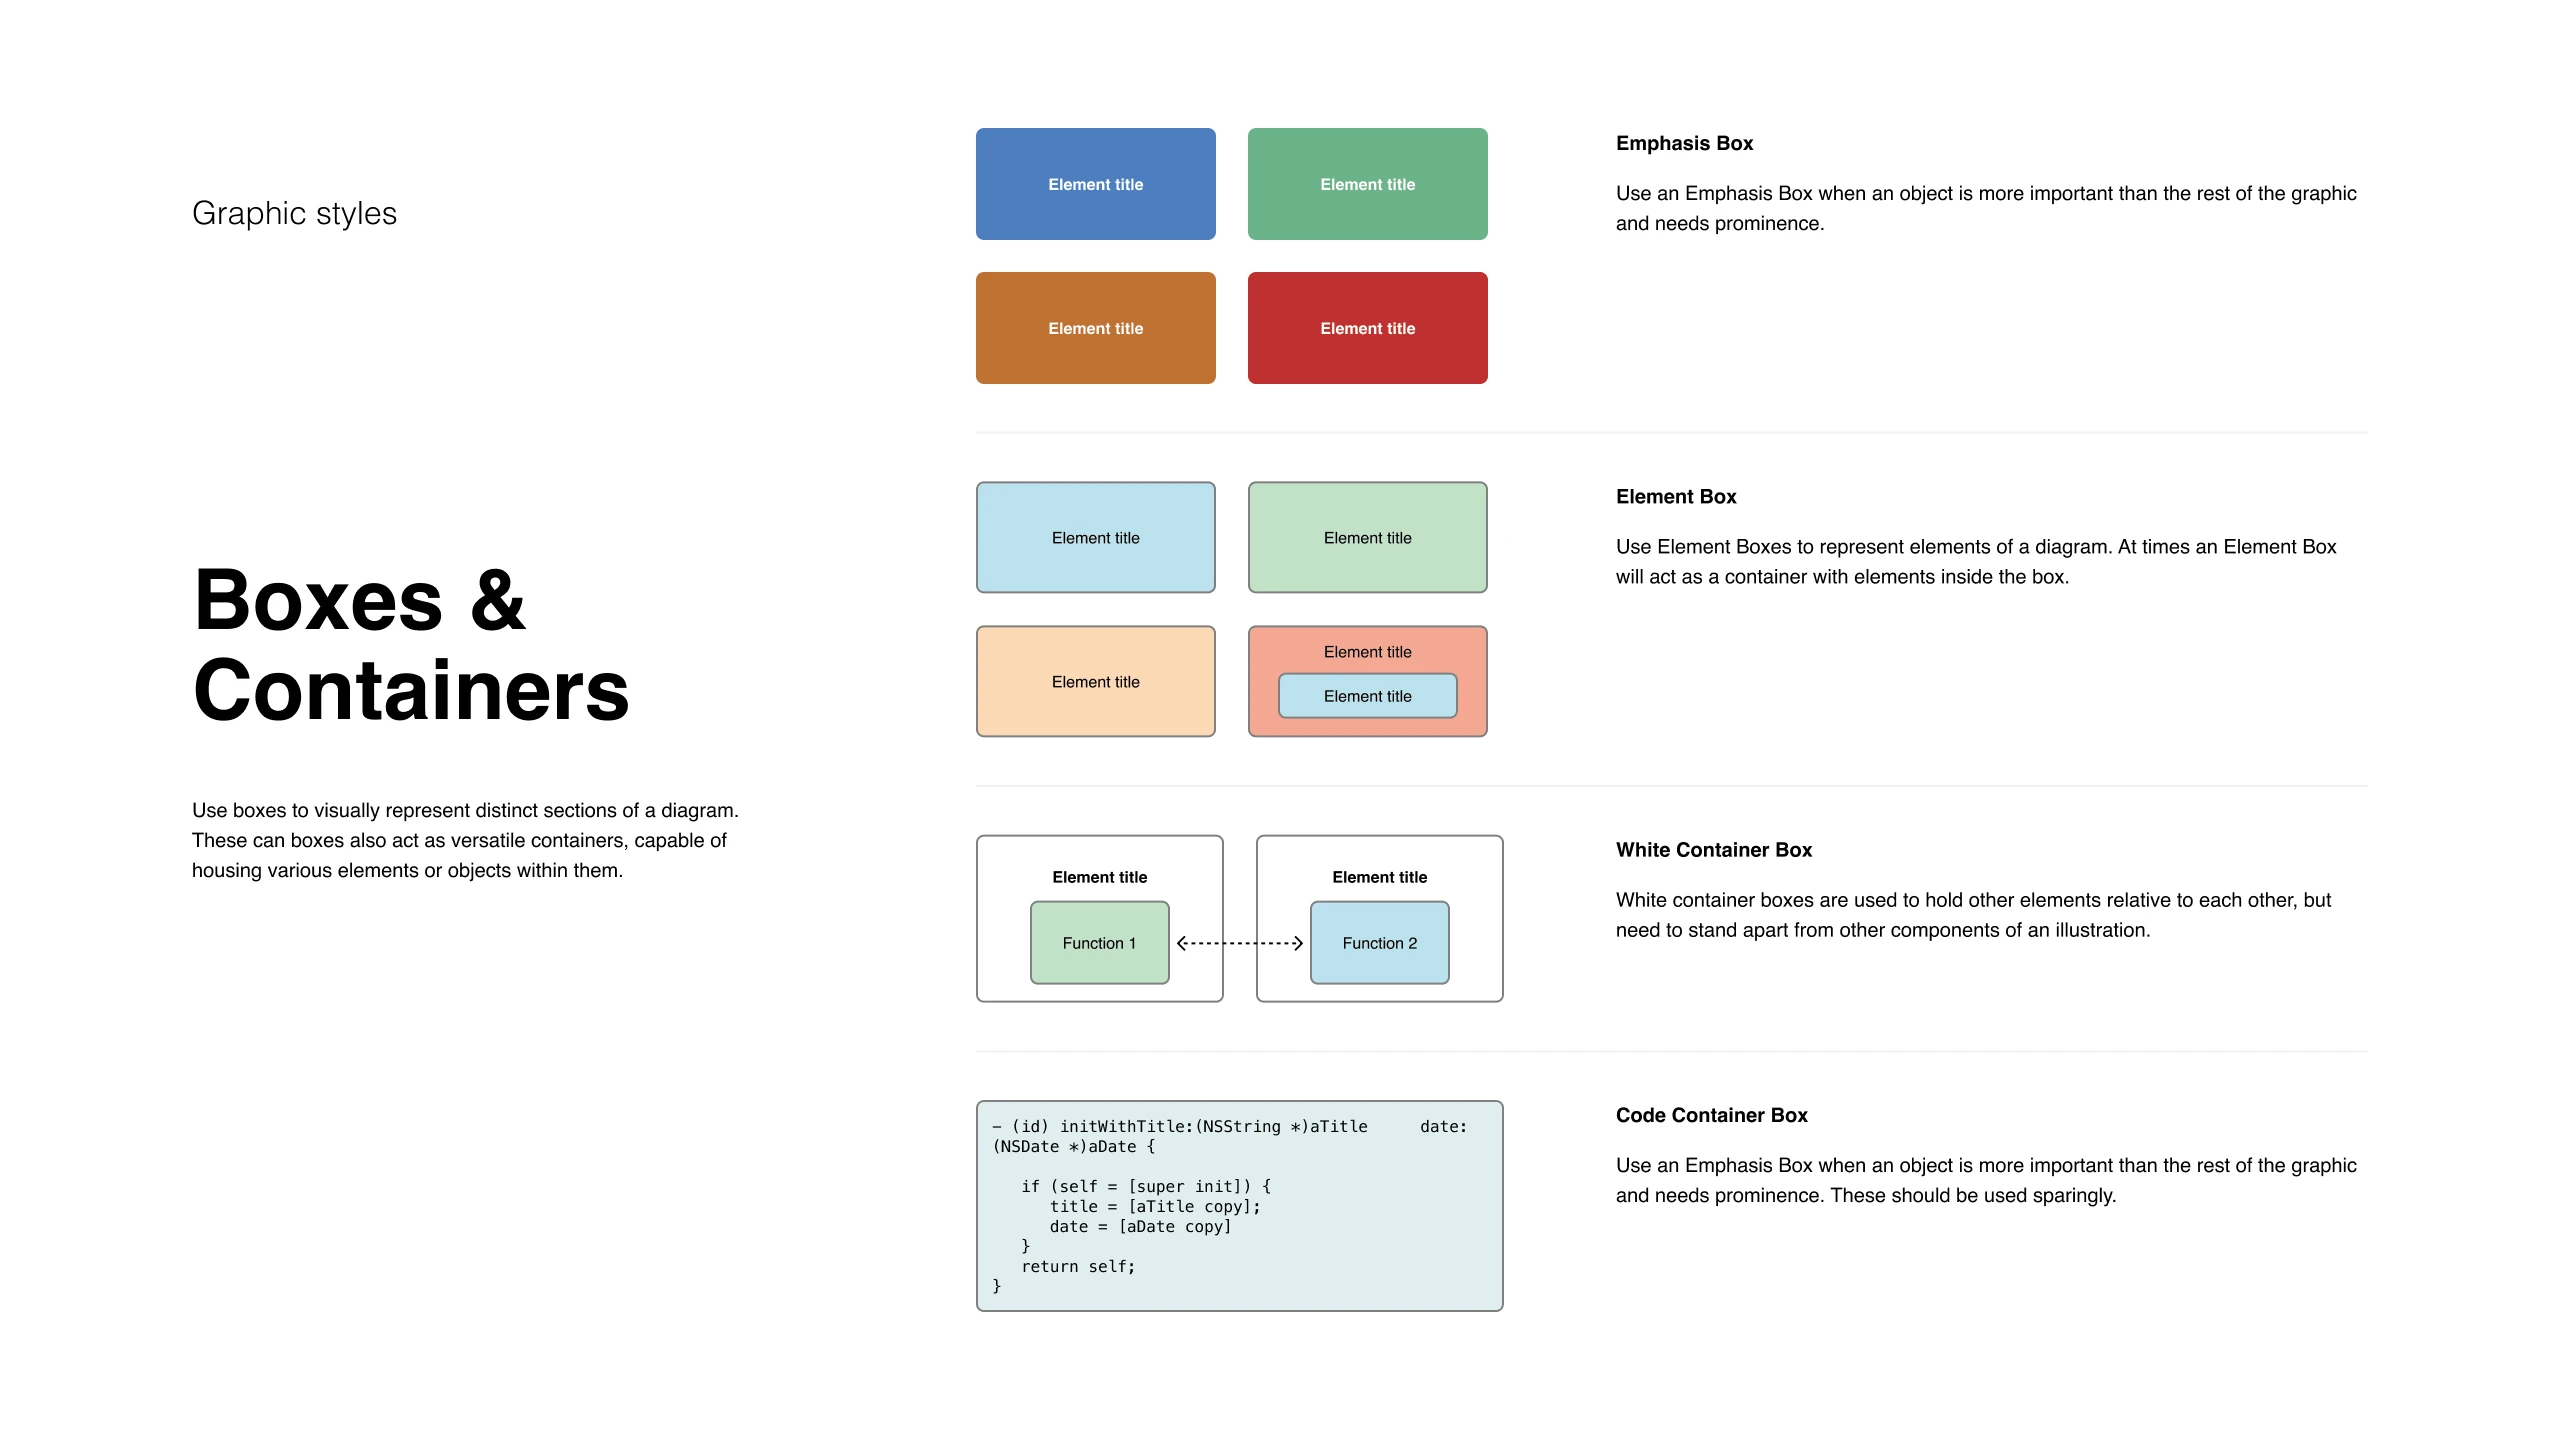 Graphic styles
Boxes &
Containers
Use boxes to visually represent distinct sections of a diagram.
These can boxes also act as versatile containers, capable of
housing various elements or objects within them.
Element title
Element title
Element title
Element title
Emphasis Box
Use an Emphasis Box when an object is more important than the rest of the graphic
and needs prominence.
Element title
Element title
Element title
Element title
Element title
Element Box
Use Element Boxes to represent elements of a diagram. At times an Element Box
will act as a container with elements inside the box.
Element title
Function 1
Element title
Function 2
White Container Box
White container boxes are used to hold other elements relative to each other, but
need to stand apart from other components of an illustration.
– (id) initWithTitle:(NSString *)aTitle     date:
(NSDate *)aDate {
   if (self = [super init]) {
      title = [aTitle copy];
      date = [aDate copy]
   }
   return self;
}
Code Container Box
Use an Emphasis Box when an object is more important than the rest of the graphic
and needs prominence. These should be used sparingly.